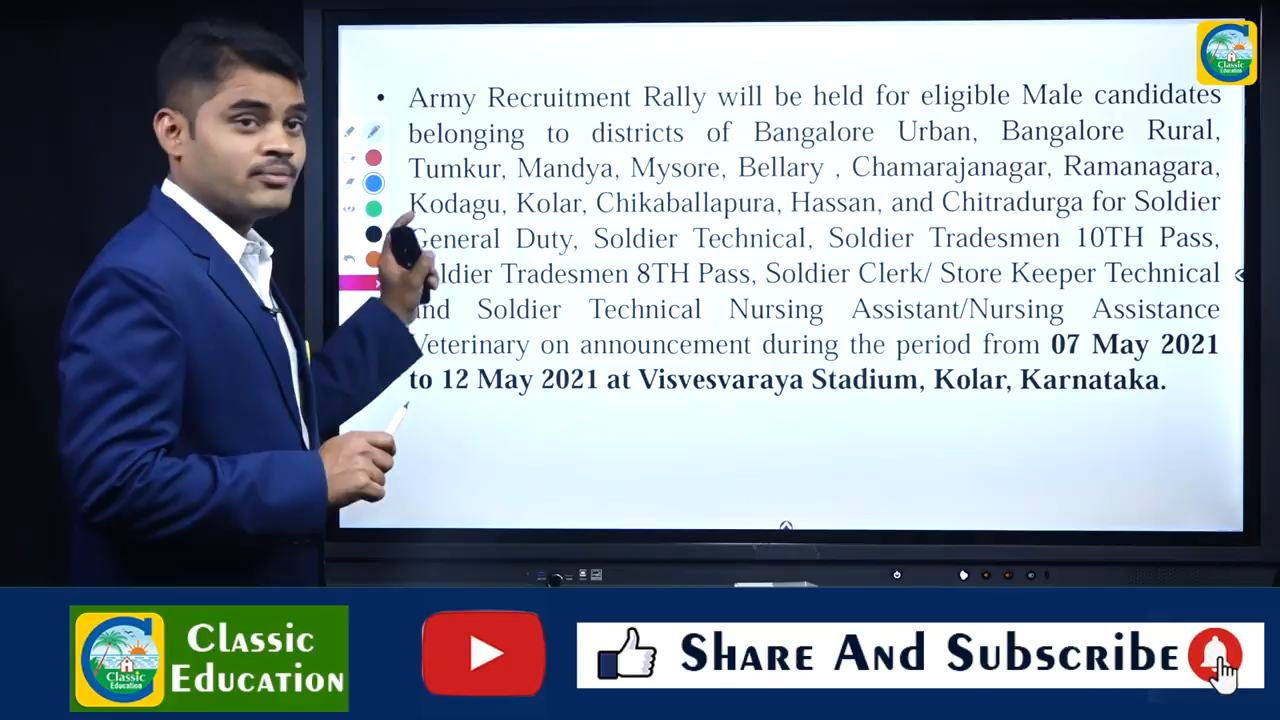 • Army Recruitment Rally will be held for eligible Male candidates
belonging to districts of Bangalore Urban, Bangalore Rural,
Tumkur, Mandya, Mysore, Bellary , Chamarajanagar, Ramanagara,
Kodagu, Kolar, Chikaballapura, Hassan, and Chitradurga for Soldier
General Duty, Soldier Technical, Soldier Tradesmen 10TH Pass,
Soldier Tradesmen 8TH Pass, Soldier Clerk/ Store Keeper Technical
and Soldier Technical Nursing Assistant/Nursing Assistance
Veterinary on announcement during the period from 07 May 2021
to 12 May 2021 at Visvesvaraya Stadium, Kolar, Karnataka.
Classic
Education
Classic
Education
Classic
Education
Share And Subscribe